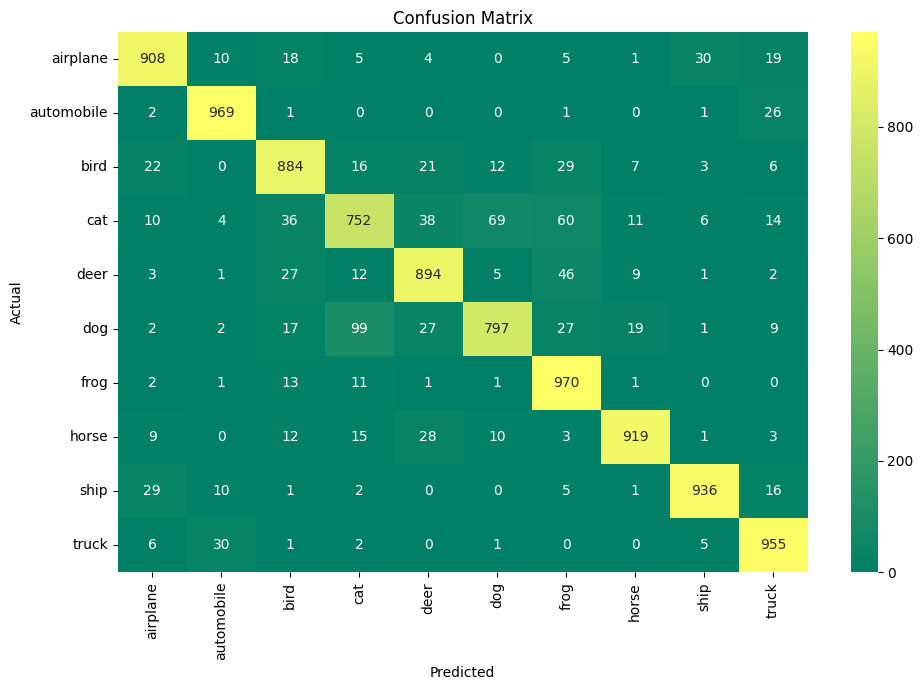 Confusion Matrix
airplane 908 10 18 5 4 0 5 1 30 19
automobile 2 969 1 0 0 0 1 0 1 26
bird 22 0 884 16 21 12 29 7 3 6
cat 10 4 36 752 38 69 60 11 6 14
deer 3 1 27 12 894 5 46 9 1 2
dog 2 2 17 99 27 797 27 19 1 9
frog 2 1 13 11 1 1 970 1 0 0
horse 9 0 12 15 28 10 3 919 1 3
ship 29 10 1 2 0 0 5 1 936 16
truck 6 30 1 2 0 1 0 0 5 955
airplane automobile bird cat deer dog frog horse ship truck
Predicted
Actual
800
600
400
200
0